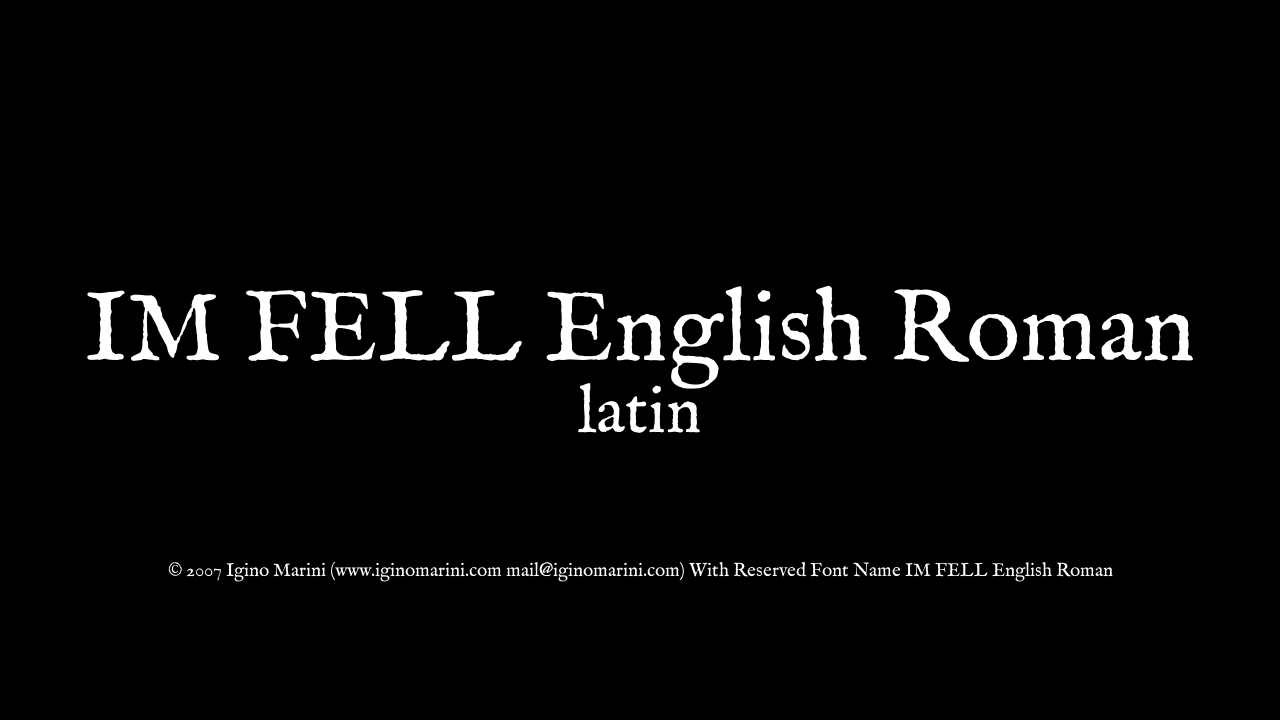 IM FELL English Roman
latin
© 2007 Igino Marini (www.iginomarini.com mail@iginomarini.com) With Reserved Font Name IM FELL English Roman